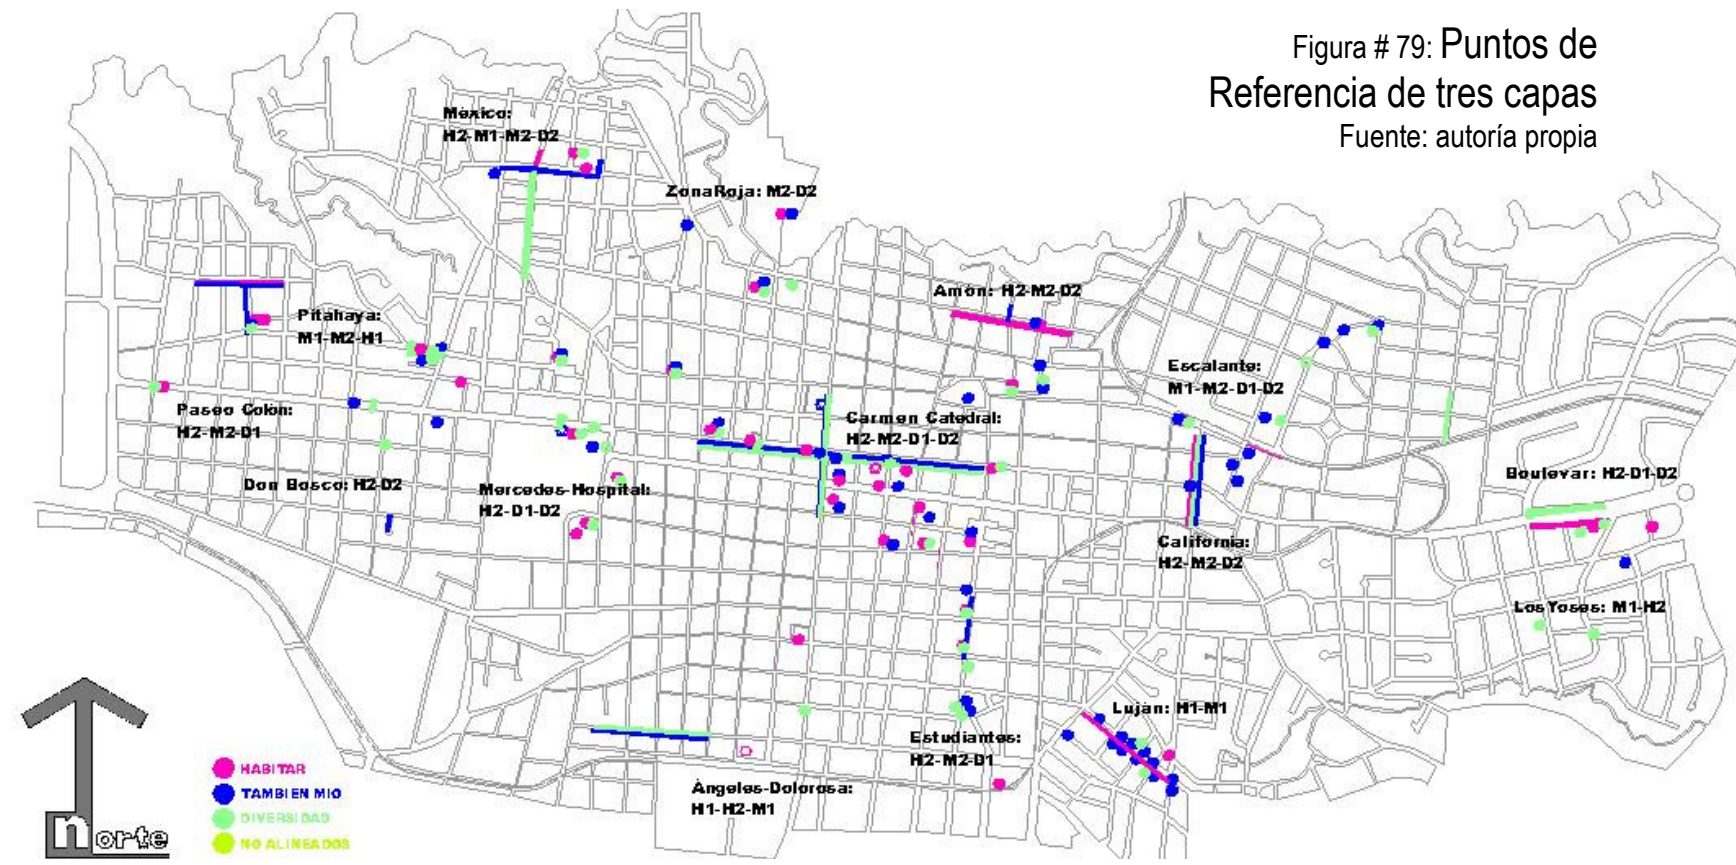 Figura # 79: Puntos de
Referencia de tres capas
Fuente: autoría propia
México:
H2-M1-M2-D2
ZonaRoja: M2-D2
Amón: H2-M2-D2
Pitahaya:
M1-M2-H1
Escalante:
M1-M2-D1-D2
Paseo Colón:
H2-M2-D1
Carmen Catedral:
H2-M2-D1-D2
Don Bosco: H2-D2
Mercedes-Hospital:
H2-D1-D2
Boulevar: H2-D1-D2
California:
H2-M2-D2
Los Yoses: M1-H2
Luján: H1-M1
Estudiantes:
H2-M2-D1
Ángeles-Dolorosa:
H1-H2-M1
HABITAR
TAMBIEN MIO
DIVERSIDAD
NO ALINEADOS
norte